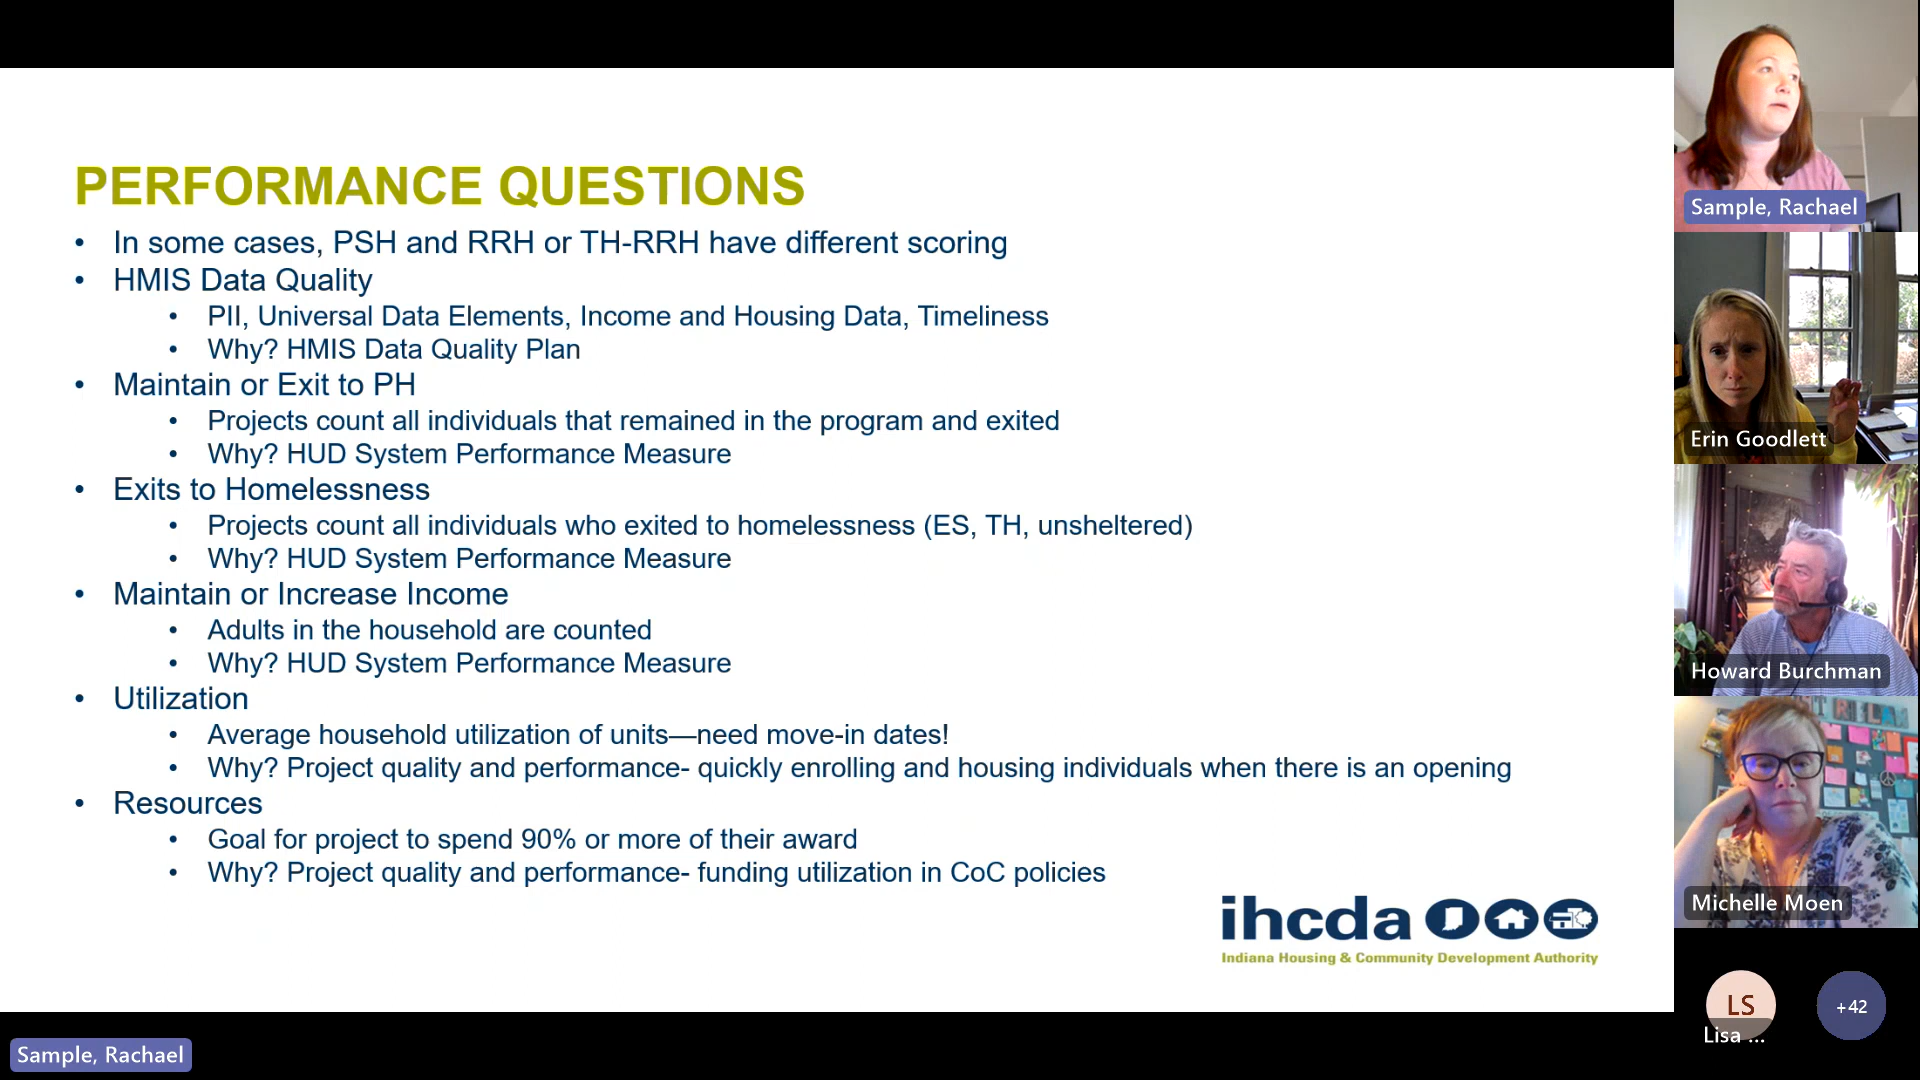 PERFORMANCE QUESTIONS
• In some cases, PSH and RRH or TH-RRH have different scoring
• HMIS Data Quality
• PII, Universal Data Elements, Income and Housing Data, Timeliness
• Why? HMIS Data Quality Plan
• Maintain or Exit to PH
• Projects count all individuals that remained in the program and exited
• Why? HUD System Performance Measure
• Exits to Homelessness
• Projects count all individuals who exited to homelessness (ES, TH, unsheltered)
• Why? HUD System Performance Measure
• Maintain or Increase Income
• Adults in the household are counted
• Why? HUD System Performance Measure
• Utilization
• Average household utilization of units—need move-in dates!
• Why? Project quality and performance- quickly enrolling and housing individuals when there is an opening
• Resources
• Goal for project to spend 90% or more of their award
• Why? Project quality and performance- funding utilization in CoC policies
ihcda
Indiana Housing & Community Development Authority
Sample, Rachael
Sample, Rachael
Erin Goodlett
Howard Burchman
Michelle Moen
LS
Lisa ...
+42